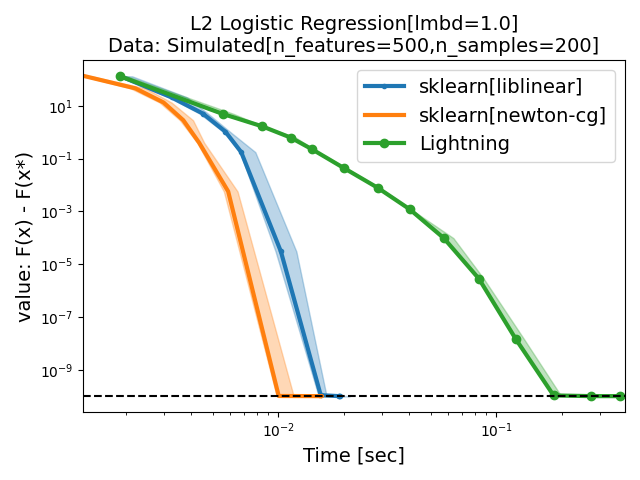 L2 Logistic Regression[lmbd=1.0]
Data: Simulated[n_features=500,n_samples=200]
sklearn[liblinear]
sklearn[newton-cg]
Lightning
value: F(x) - F(x*)
10¹
10⁻¹
10⁻³
10⁻⁵
10⁻⁷
10⁻⁹
10⁻²
10⁻¹
Time [sec]